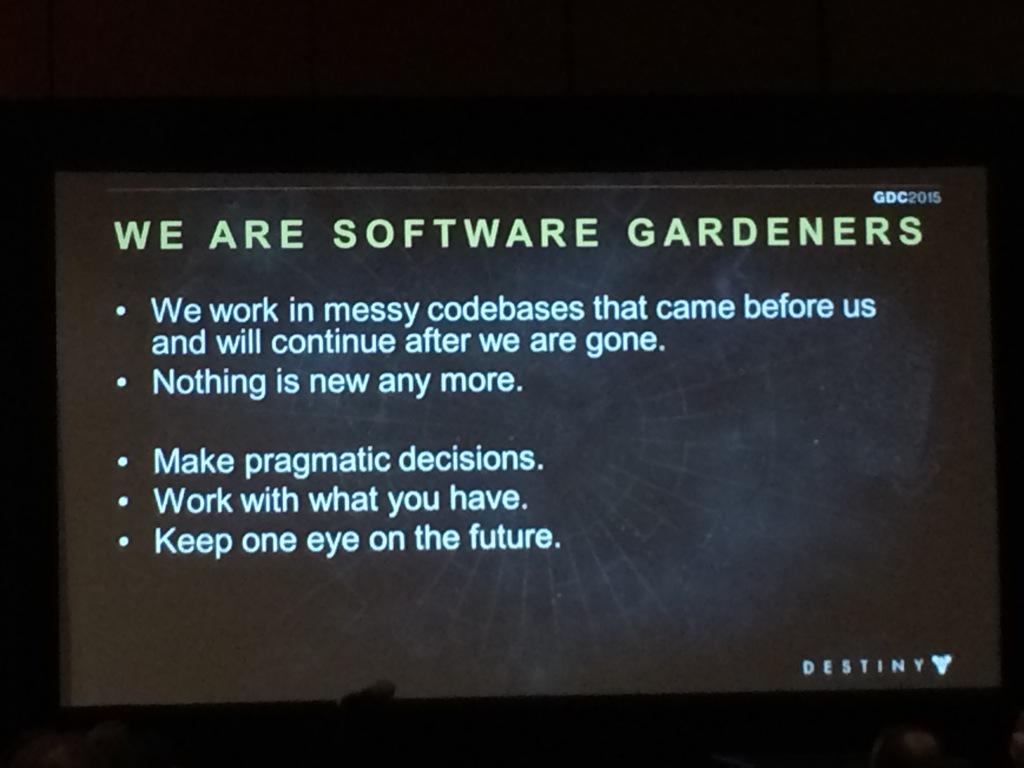 GDC2015
WE ARE SOFTWARE GARDENERS
• We work in messy codebases that came before us
and will continue after we are gone.
• Nothing is new any more.
• Make pragmatic decisions.
• Work with what you have.
• Keep one eye on the future.
DESTINY